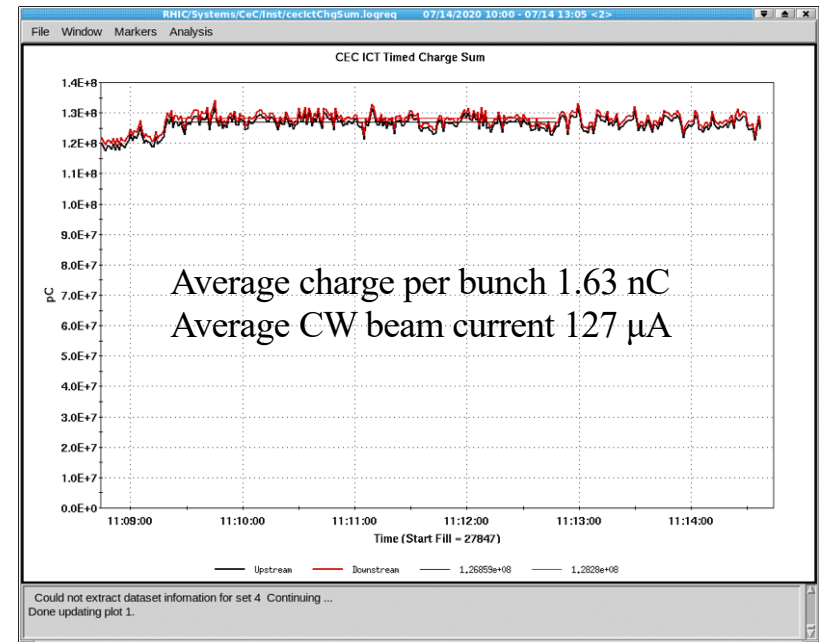 RHIC/Systems/CeC/Inst/cecIctChgSum.logreq 07/14/2020 10:00 - 07/14 13:05 <2>
File Window Markers Analysis
CEC ICT Timed Charge Sum
1.4E+8
1.3E+8
1.2E+8
1.1E+8
1.0E+8
9.0E+7
8.0E+7
7.0E+7
6.0E+7
5.0E+7
4.0E+7
3.0E+7
2.0E+7
1.0E+7
0.0E+0
pC
Average charge per bunch 1.63 nC
Average CW beam current 127 μA
11:09:00 11:10:00 11:11:00 11:12:00 11:13:00 11:14:00
Time (Start Fill = 27847)
Upstream Downstream 1.26859e+08 1.2828e+08
Could not extract dataset infomation for set 4 Continuing ...
Done updating plot 1.